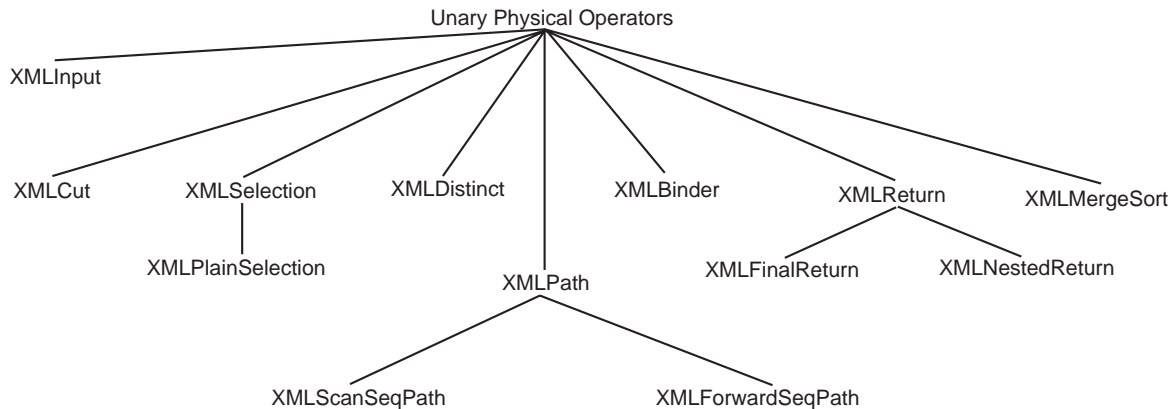 Unary Physical Operators
XMLInput
XMLCut
XMLSelection
XMLDistinct
XMLBinder
XMLReturn
XMLMergeSort
XMLPlainSelection
XMLPath
XMLFinalReturn
XMLNestedReturn
XMLScanSeqPath
XMLForwardSeqPath